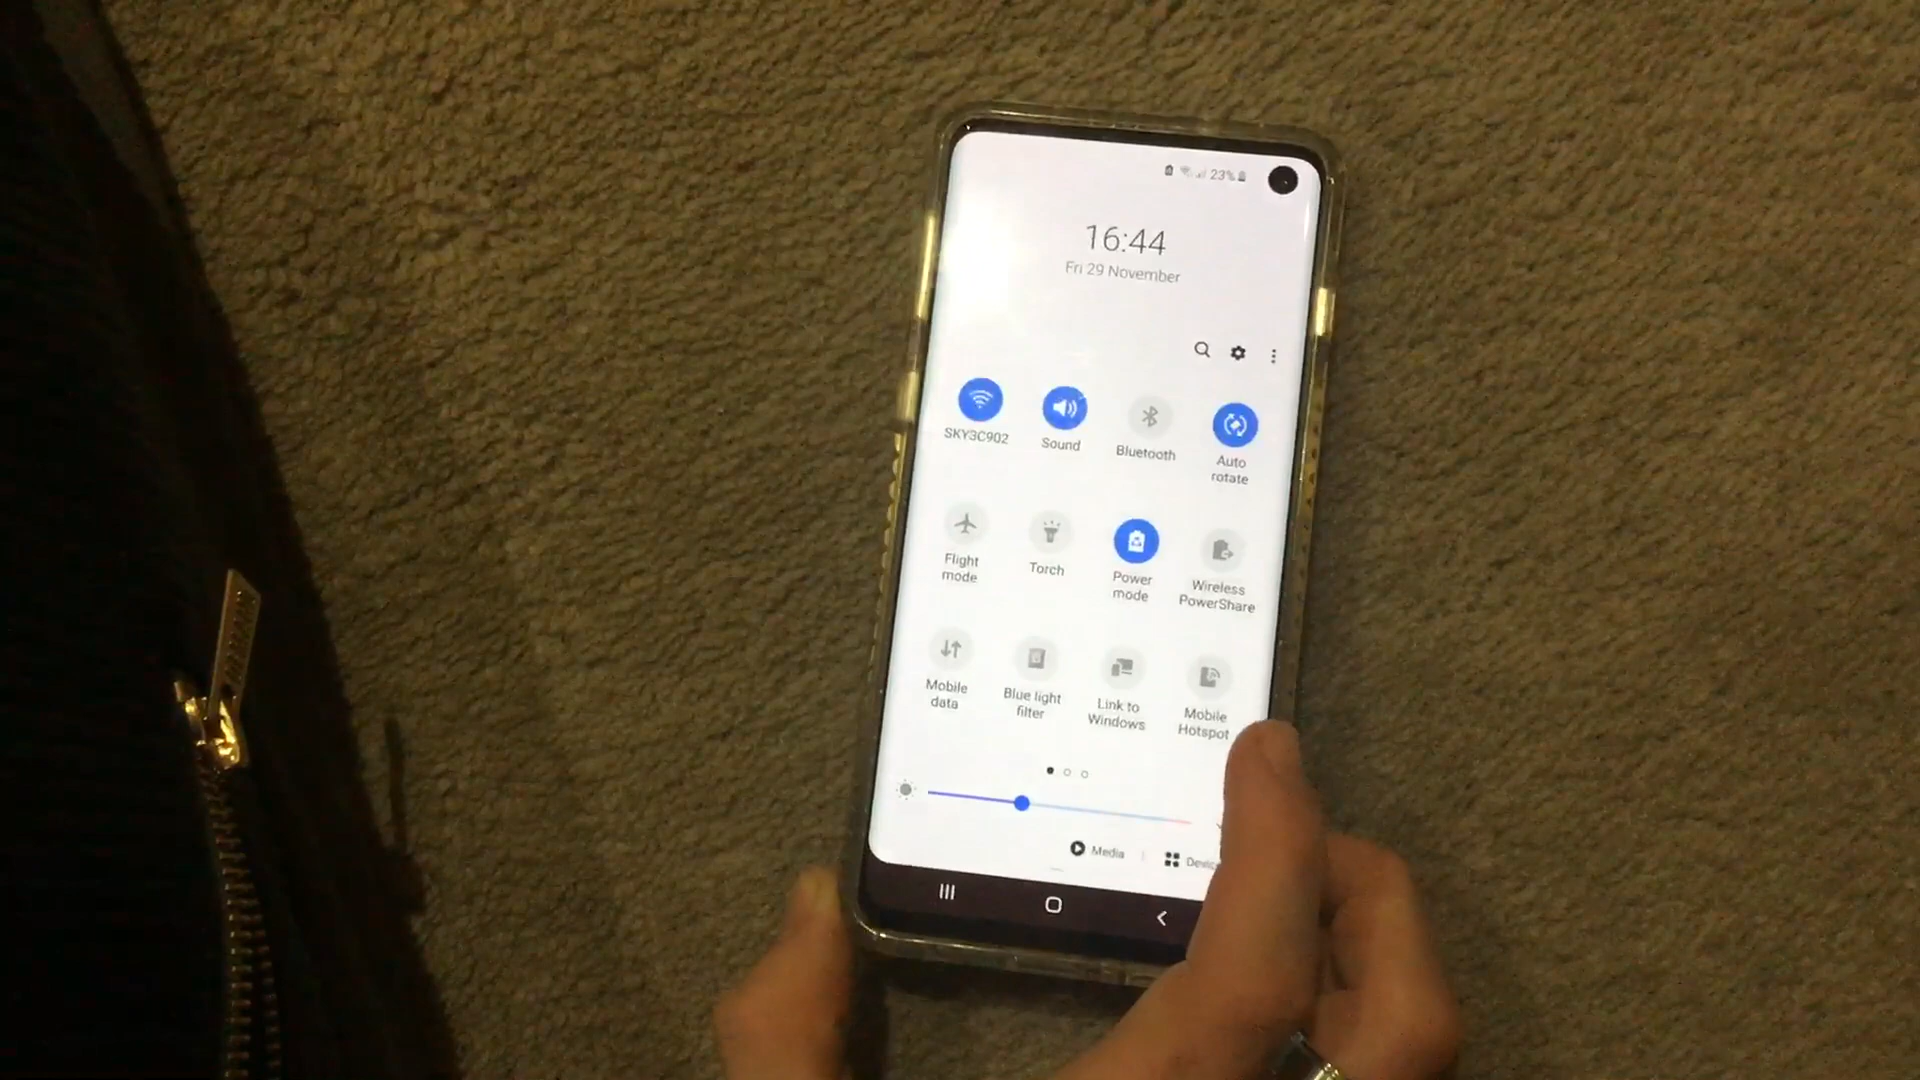 23%
16:44
Fri 29 November
SKY3C902
Sound
Bluetooth
Auto
rotate
Flight
mode
Torch
Power
mode
Wireless
PowerShare
Mobile
data
Blue light
filter
Link to
Windows
Mobile
Hotspot
Media
Devic